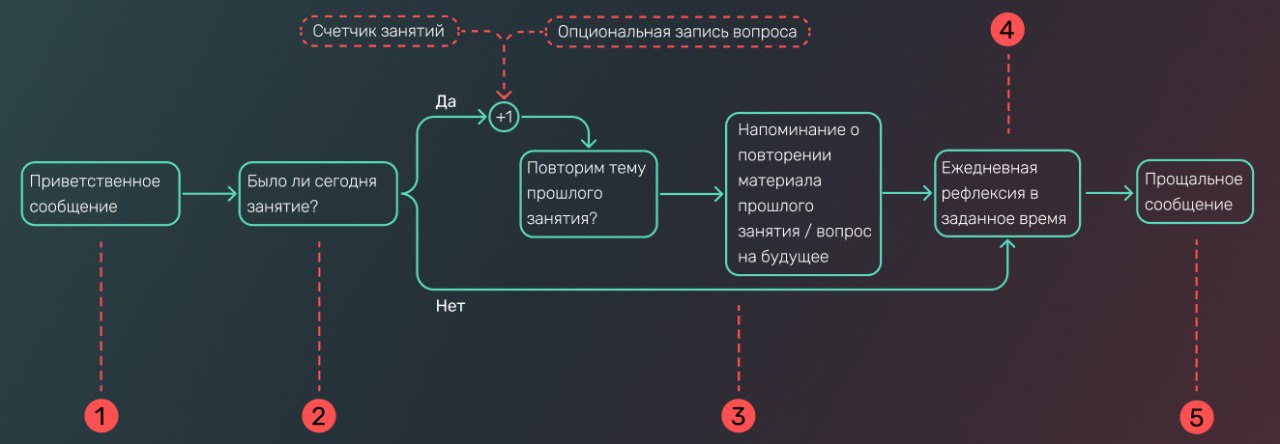 Счетчик занятий
Опциональная запись вопроса
4
Да
+1
Приветственное
сообщение
Было ли сегодня
занятие?
Повторим тему
прошлого
занятия?
Напоминание о
повторении
материала
прошлого
занятия / вопрос
на будущее
Ежедневная
рефлексия в
заданное время
Прощальное
сообщение
Нет
1
2
3
5